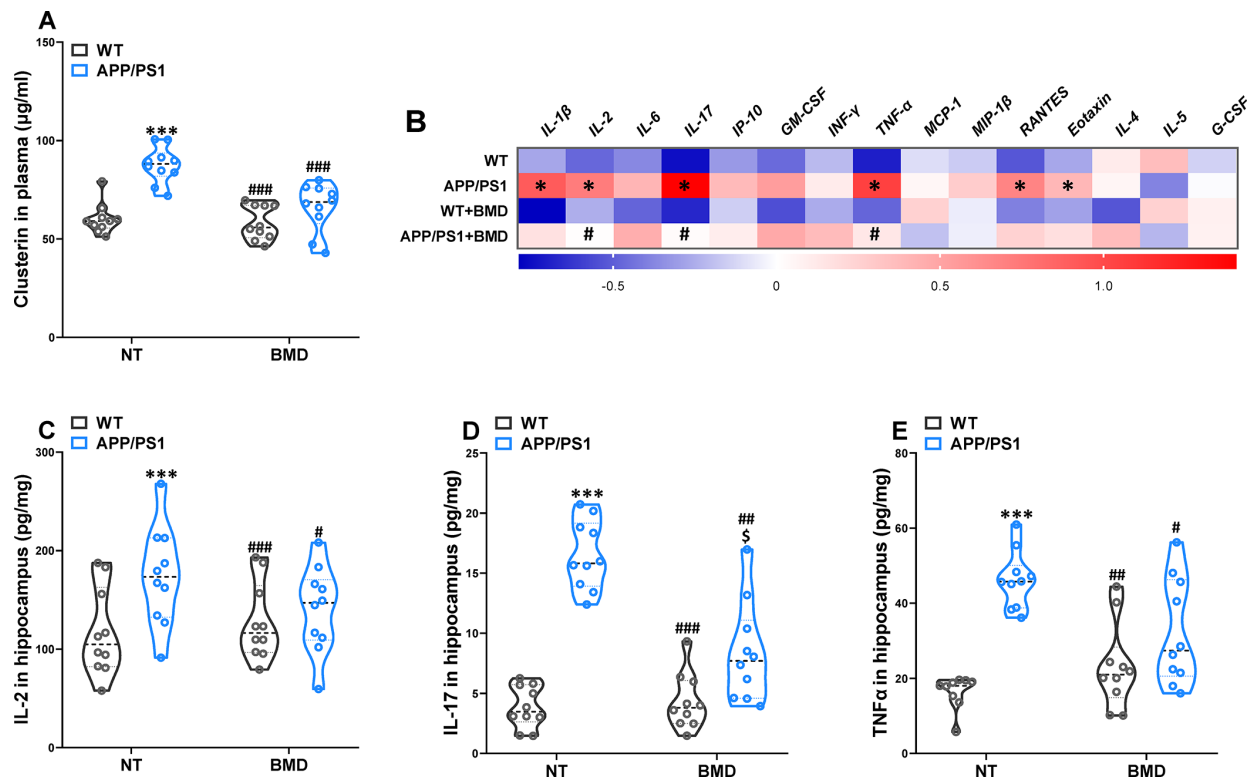 A
WT
APP/PS1
Clusterin in plasma (µg/ml)
150
100
50
0
***
###
###
NT
BMD
B
IL-1β
IL-2
IL-6
IL-17
IP-10
GM-CSF
INF-γ
TNF-α
MCP-1
MIP-1β
RANTES
Eotaxin
IL-4
IL-5
G-CSF
WT
APP/PS1
* * * * * *
WT+BMD
APP/PS1+BMD
# # #
-0.5
0
0.5
1.0
C
WT
APP/PS1
IL-2 in hippocampus (pg/mg)
300
200
100
0
***
###
#
NT
BMD
D
WT
APP/PS1
IL-17 in hippocampus (pg/mg)
25
20
15
10
5
0
***
###
##
$
NT
BMD
E
WT
APP/PS1
TNFα in hippocampus (pg/mg)
80
60
40
20
0
***
##
#
NT
BMD